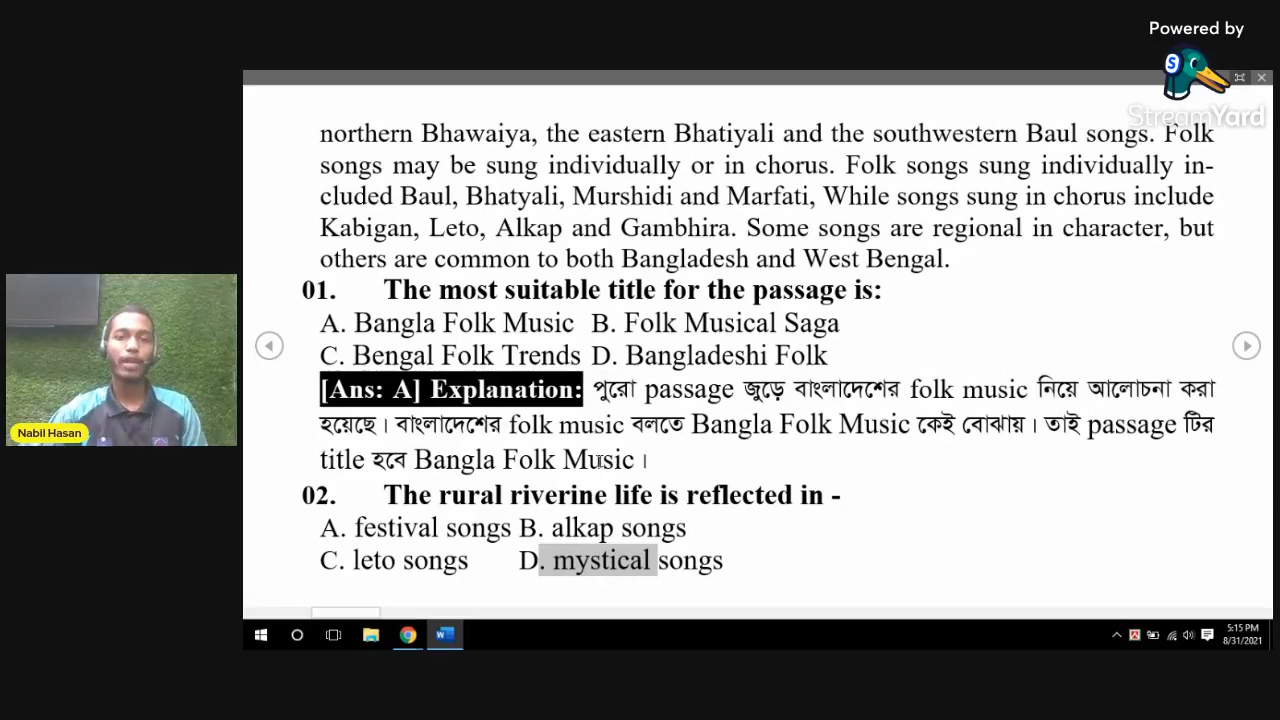 Powered by
StreamYard
northern Bhawaiya, the eastern Bhatiyali and the southwestern Baul songs. Folk
songs may be sung individually or in chorus. Folk songs sung individually in-
cluded Baul, Bhatyali, Murshidi and Marfati, While songs sung in chorus include
Kabigan, Leto, Alkap and Gambhira. Some songs are regional in character, but
others are common to both Bangladesh and West Bengal.
01. The most suitable title for the passage is:
A. Bangla Folk Music B. Folk Musical Saga
C. Bengal Folk Trends D. Bangladeshi Folk
[Ans: A] Explanation: পুরো passage জুড়ে বাংলাদেশের folk music নিয়ে আলোচনা করা
হয়েছে। বাংলাদেশের folk music বলতে Bangla Folk Music কেই বোঝায়। তাই passage টির
title হবে Bangla Folk Music।
02. The rural riverine life is reflected in -
A. festival songs B. alkap songs
C. leto songs D. mystical songs
Nabil Hasan
5:15 PM
8/31/2021